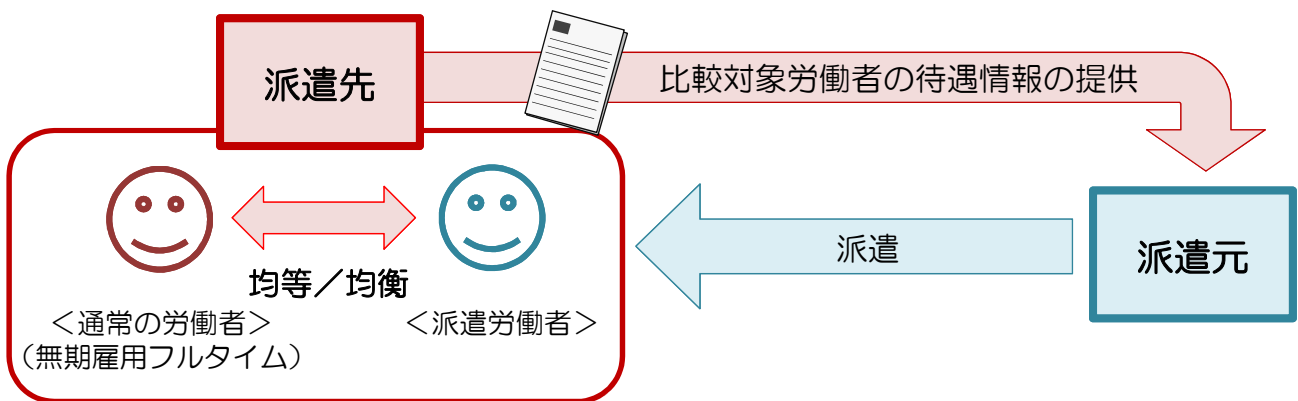 派遣先
比較対象労働者の待遇情報の提供
派遣
派遣元
均等／均衡
＜通常の労働者＞
（無期雇用フルタイム）
＜派遣労働者＞